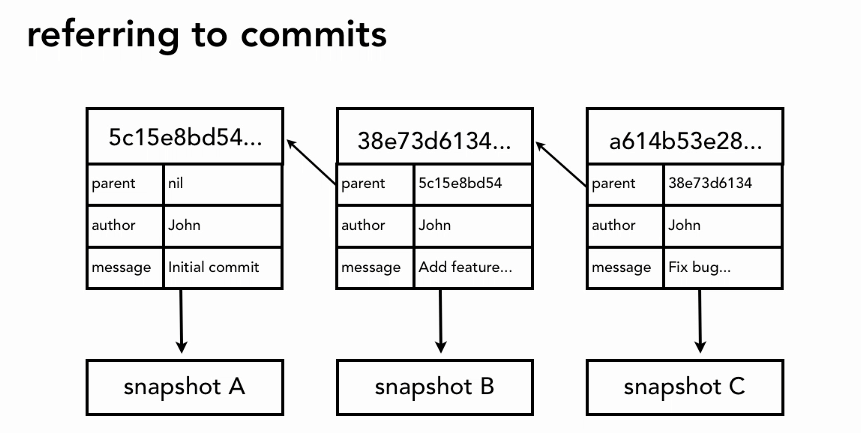 referring to commits
5c15e8bd54...
parent nil
author John
message Initial commit
snapshot A
38e73d6134...
parent 5c15e8bd54
author John
message Add feature...
snapshot B
a614b53e28...
parent 38e73d6134
author John
message Fix bug...
snapshot C